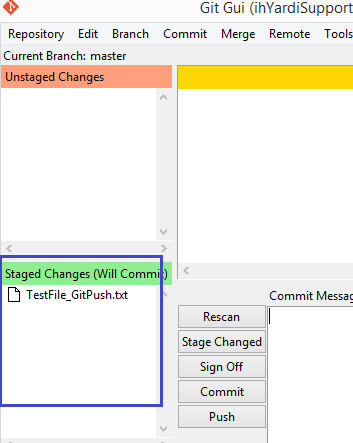 Git Gui (ihYardiSupport
Repository Edit Branch Commit Merge Remote Tools
Current Branch: master
Unstaged Changes
Staged Changes (Will Commit)
TestFile_GitPush.txt
Commit Messag
Rescan
Stage Changed
Sign Off
Commit
Push